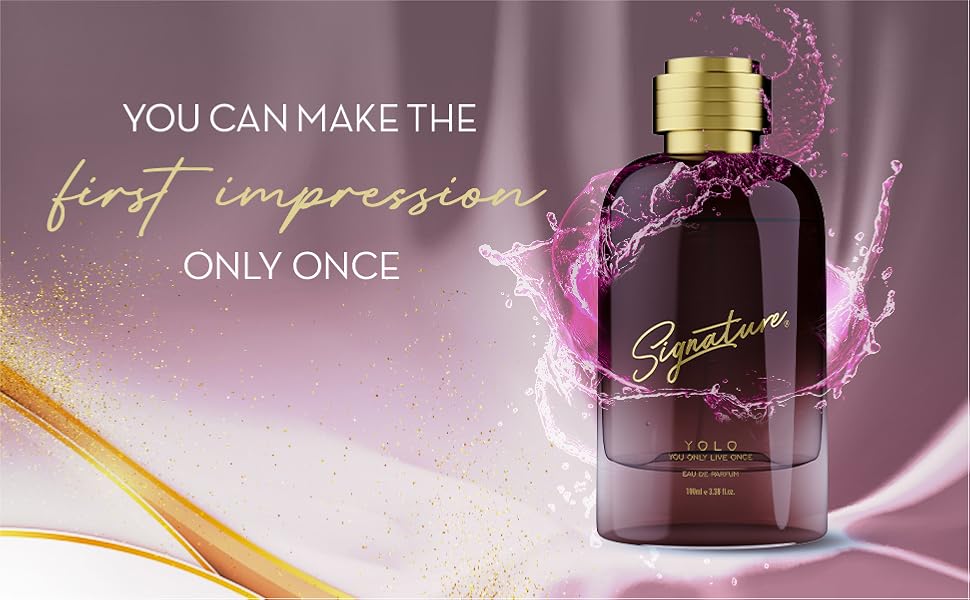 YOU CAN MAKE THE
first impression
ONLY ONCE
Signature®
YOLO
YOU ONLY LIVE ONCE
EAU DE PARFUM
100ml e 3.38 fl.oz.